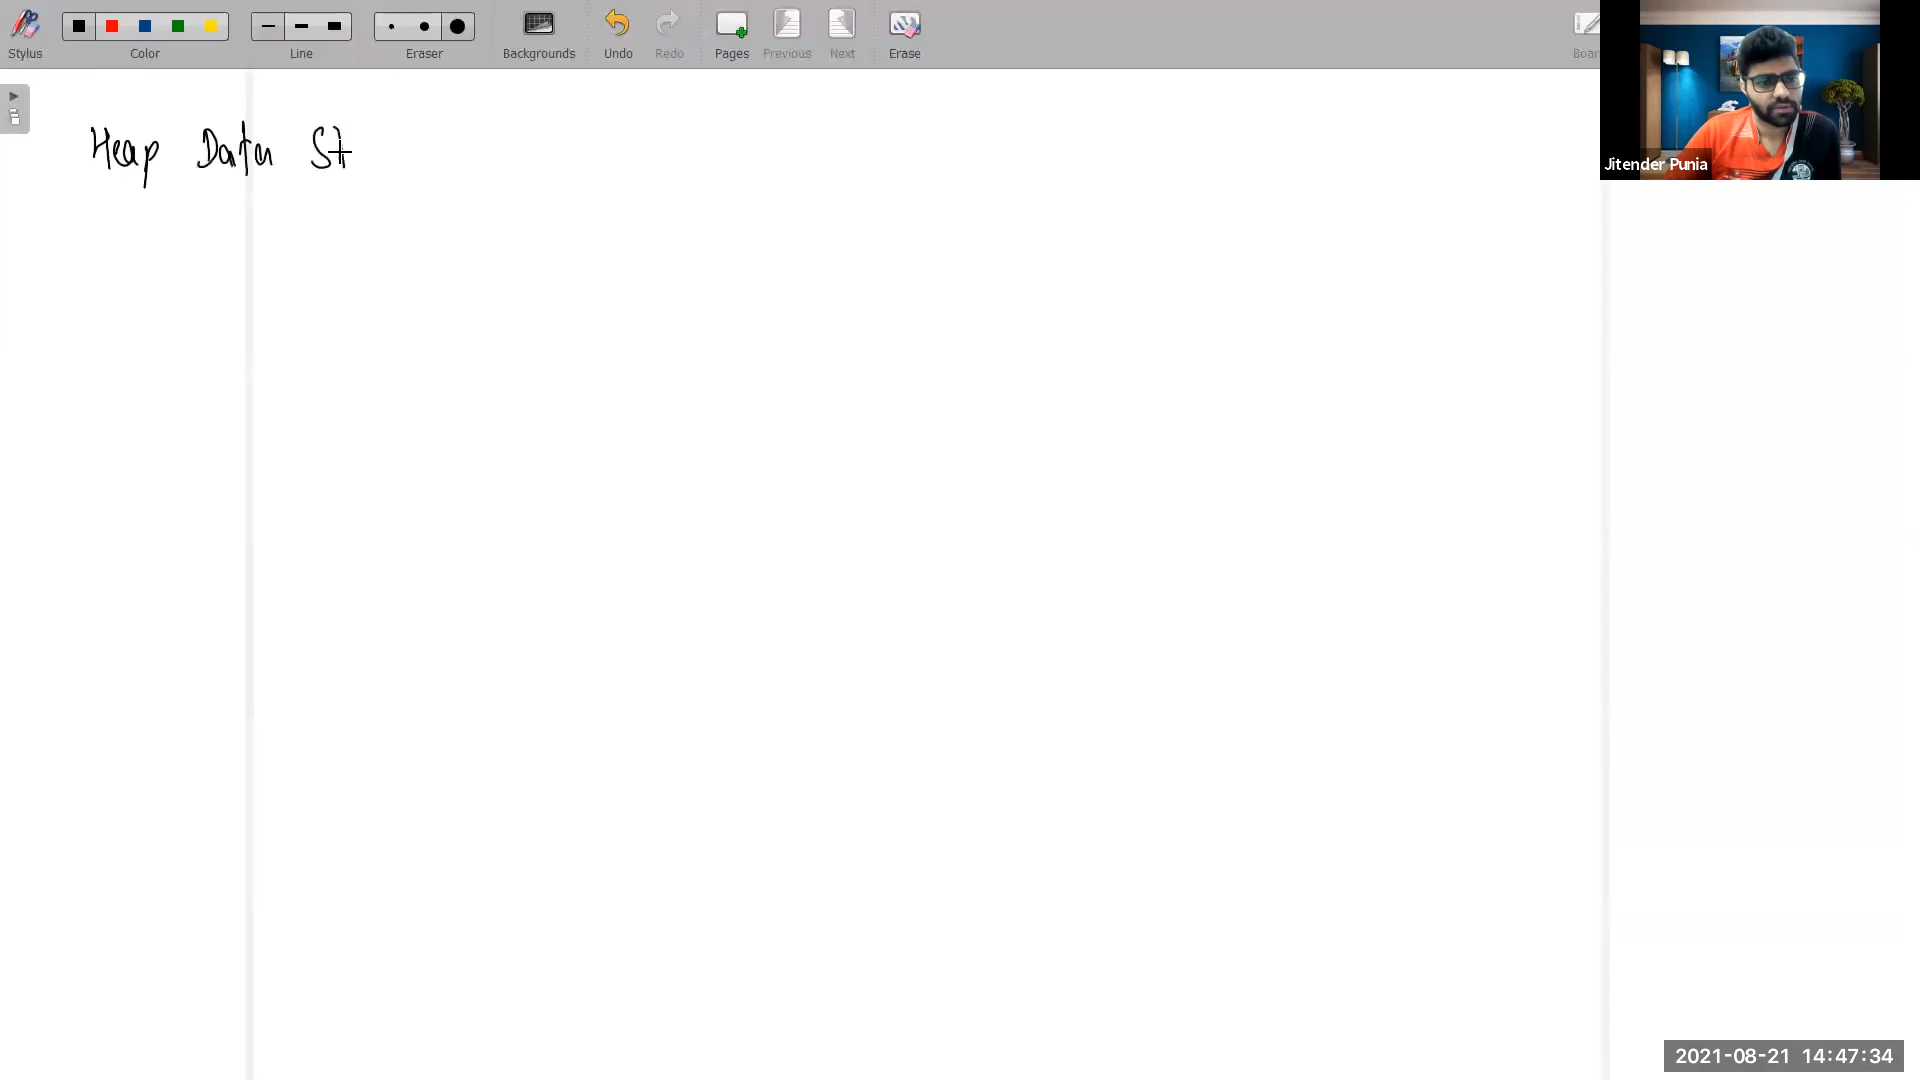 Stylus Color Line Eraser Backgrounds Undo Redo Pages Previous Next Erase
Jitender Punia
Heap Data St
2021-08-21 14:47:34